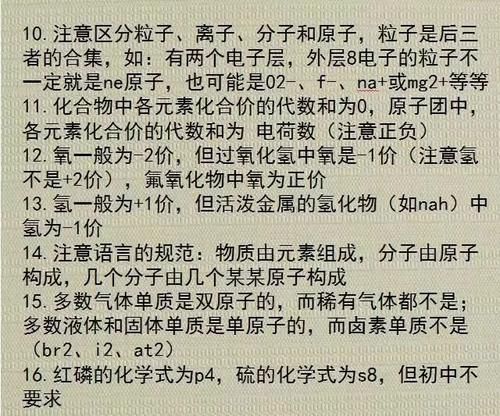 10. 注意区分粒子、离子、分子和原子，粒子是后三
者的合集，如：有两个电子层，外层8电子的粒子不
一定就是ne原子，也可能是O2-、f-、na+或mg2+等等
11. 化合物中各元素化合价的代数和为0，原子团中，
各元素化合价的代数和为 电荷数（注意正负）
12. 氧一般为-2价，但过氧化氢中氧是-1价（注意氢
不是+2价），氟氧化物中氧为正价
13. 氢一般为+1价，但活泼金属的氢化物（如nah）中
氢为-1价
14. 注意语言的规范：物质由元素组成，分子由原子
构成，几个分子由几个某某原子构成
15. 多数气体单质是双原子的，而稀有气体都不是；
多数液体和固体单质是单原子的，而卤素单质不是
（br2、i2、at2）
16. 红磷的化学式为p4，硫的化学式为s8，但初中不
要求